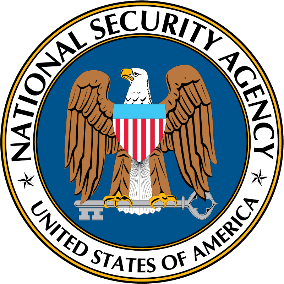 NATIONAL SECURITY AGENCY
UNITED STATES OF AMERICA